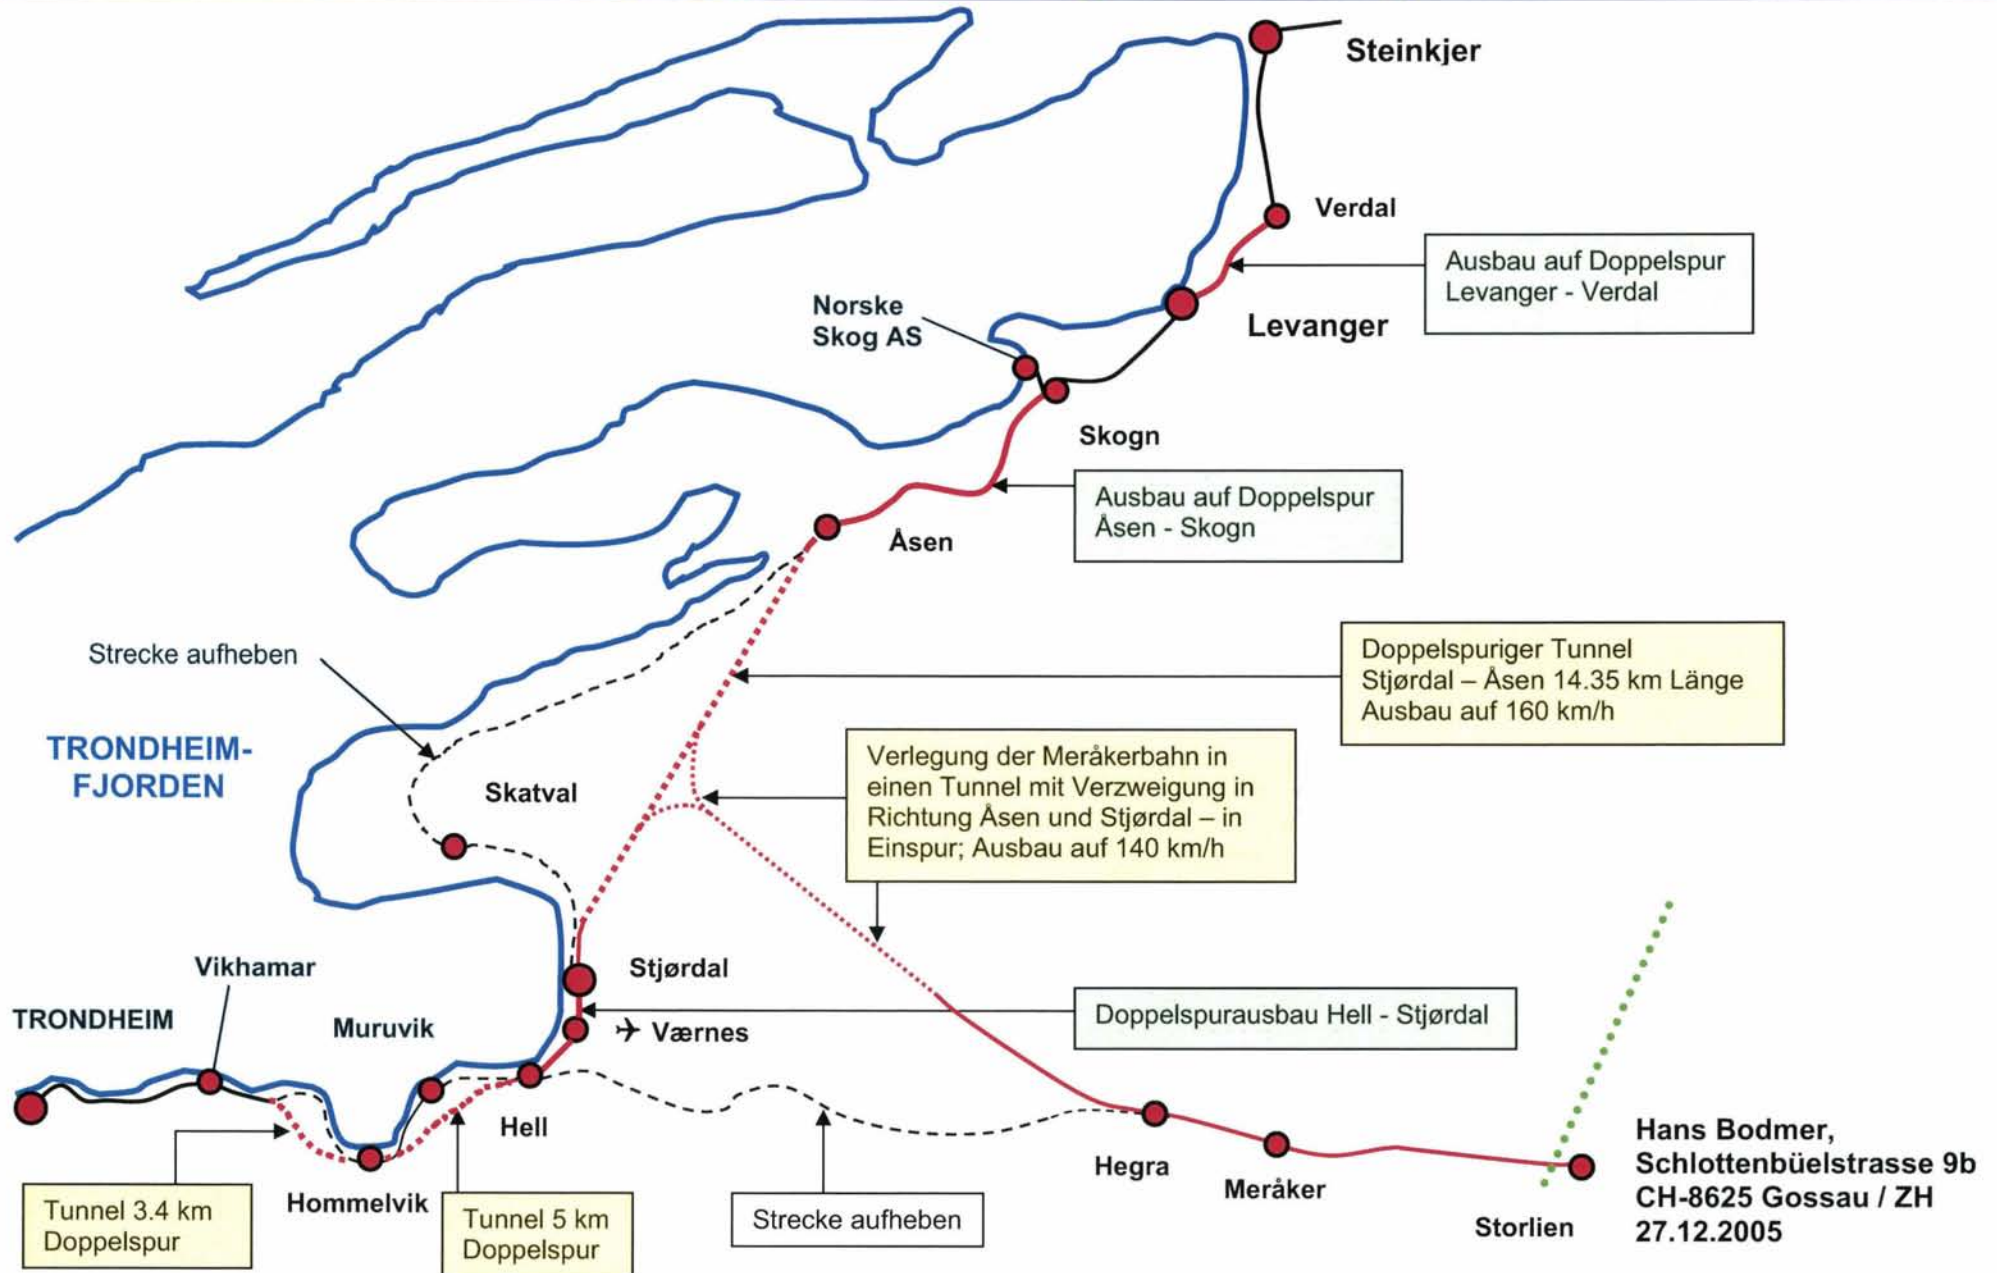 Steinkjer
Verdal
Ausbau auf Doppelspur
Levanger - Verdal
Norske
Skog AS
Levanger
Skogn
Ausbau auf Doppelspur
Åsen - Skogn
Åsen
Strecke aufheben
Doppelspuriger Tunnel
Stjørdal – Åsen 14.35 km Länge
Ausbau auf 160 km/h
TRONDHEIM-
FJORDEN
Verlegung der Meråkerbahn in
einen Tunnel mit Verzweigung in
Richtung Åsen und Stjørdal – in
Einspur; Ausbau auf 140 km/h
Skatval
Vikhamar
Stjørdal
TRONDHEIM
Muruvik
Værnes
Doppelspurausbau Hell - Stjørdal
Hell
Hommelvik
Hegra
Meråker
Storlien
Tunnel 3.4 km
Doppelspur
Tunnel 5 km
Doppelspur
Strecke aufheben
Hans Bodmer,
Schlottenbüelstrasse 9b
CH-8625 Gossau / ZH
27.12.2005